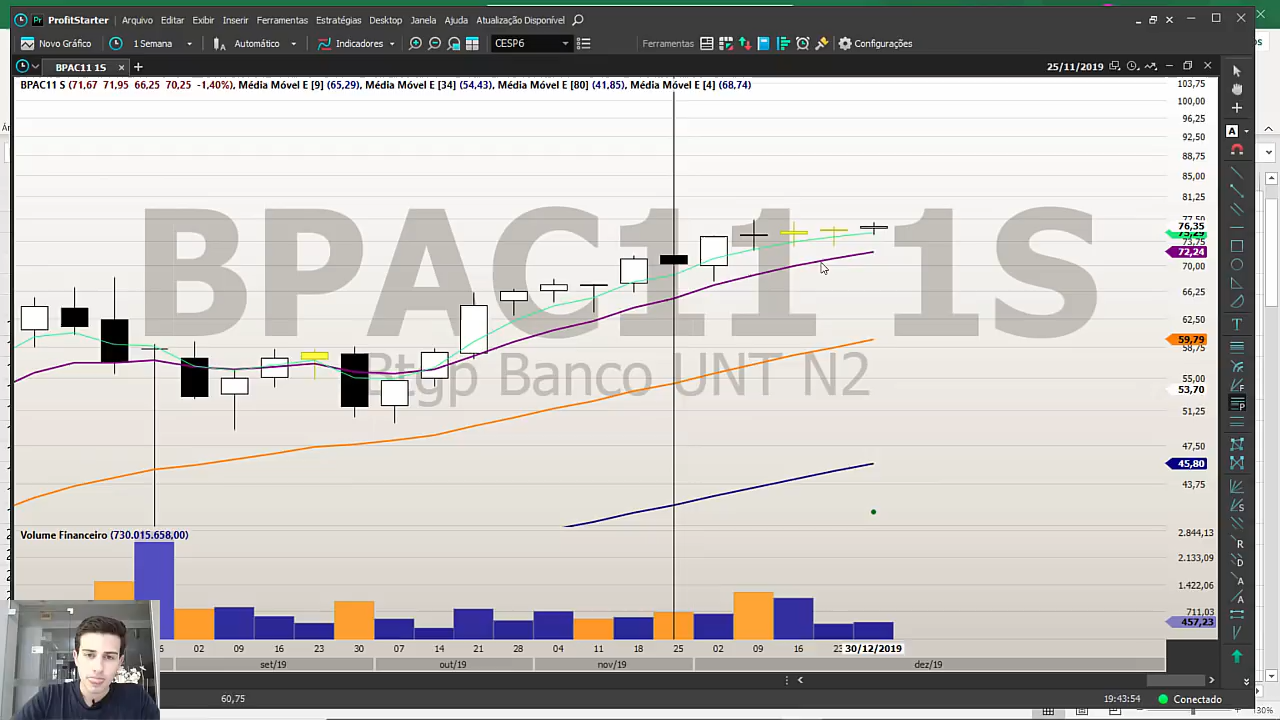 ProfitStarter Arquivo Editar Exibir Inserir Ferramentas Estratégias Desktop Janela Ajuda Atualização Disponível
Novo Gráfico 1 Semana Automático Indicadores CESP6 Ferramentas Configurações
BPAC11 1S 25/11/2019
BPAC11 S (71,67 71,95 66,25 70,25 -1,40%), Média Móvel E [9] (65,29), Média Móvel E [34] (54,43), Média Móvel E [80] (41,85), Média Móvel E [4] (68,74)
103,75
100,00
96,25
92,50
88,75
85,00
81,25
77,50
76,35
73,75
72,24
70,00
66,25
62,50
59,79
58,75
55,00
53,70
51,25
47,50
45,80
43,75
BPAC11 1S
Btgp Banco UNT N2
Volume Financeiro (730.015.658,00)
2.844,13
2.133,09
1.422,06
711,03
457,23
02 09 16 23 30 07 14 21 28 04 11 18 25 02 09 16 23 30/12/2019
set/19 out/19 nov/19 dez/19
60,75 19:43:54 Conectado
30%